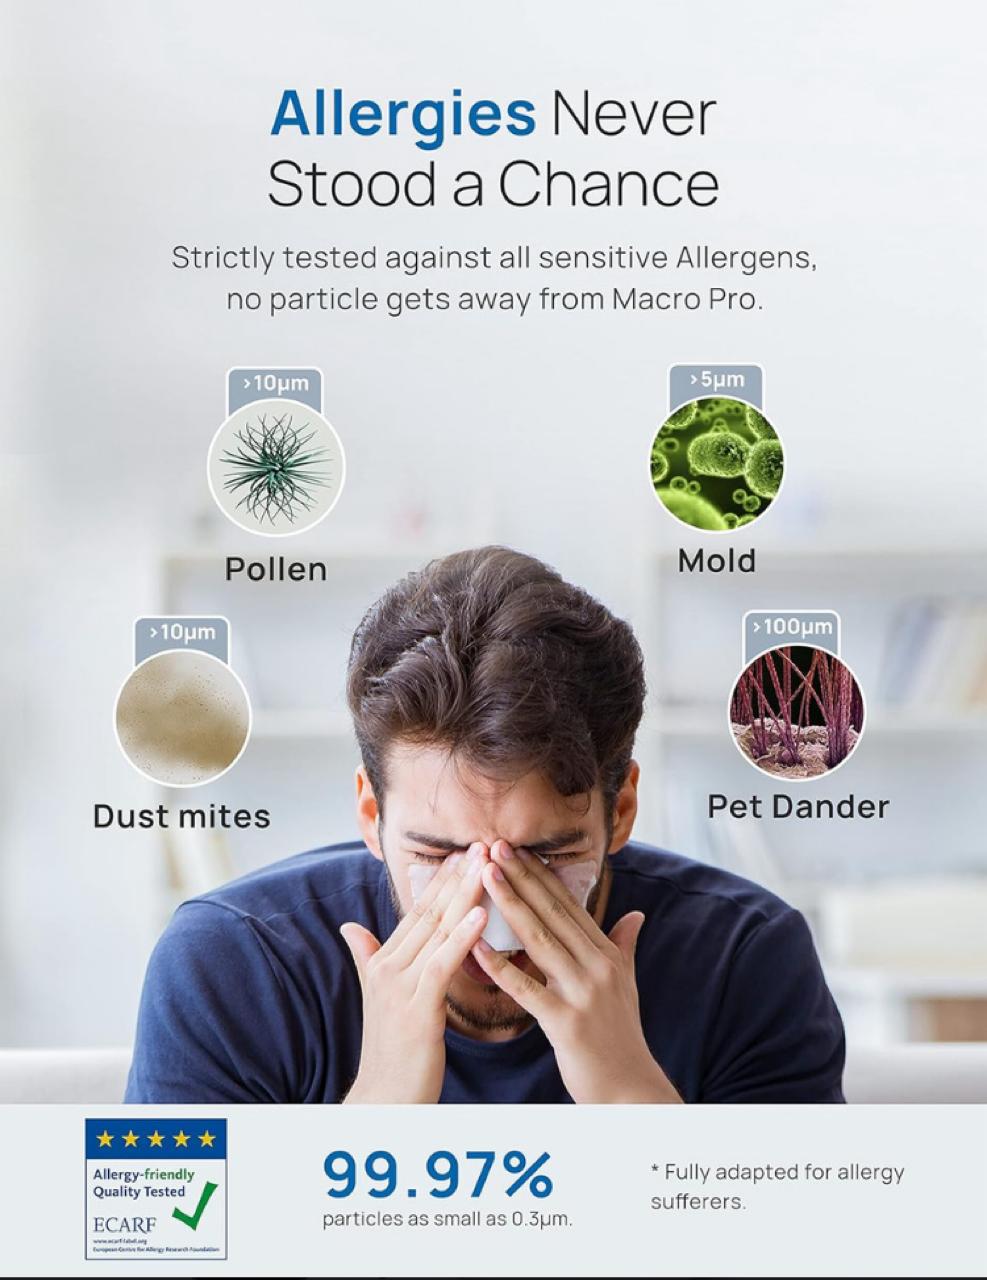 Allergies Never
Stood a Chance
Strictly tested against all sensitive Allergens,
no particle gets away from Macro Pro.
>10µm
Pollen
>5µm
Mold
>10µm
Dust mites
>100µm
Pet Dander
Allergy-friendly
Quality Tested
ECARF
www.ecarf-label.org
European Centre for Allergy Research Foundation
99.97%
particles as small as 0.3µm.
* Fully adapted for allergy
sufferers.